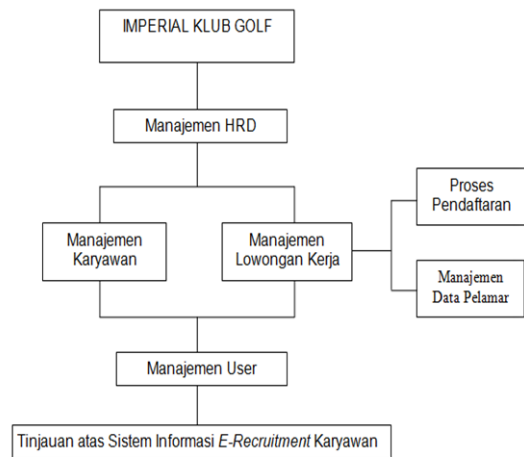 IMPERIAL KLUB GOLF
Manajemen HRD
Manajemen
Karyawan
Manajemen
Lowongan Kerja
Proses
Pendaftaran
Manajemen
Data Pelamar
Manajemen User
Tinjauan atas Sistem Informasi E-Recruitment Karyawan